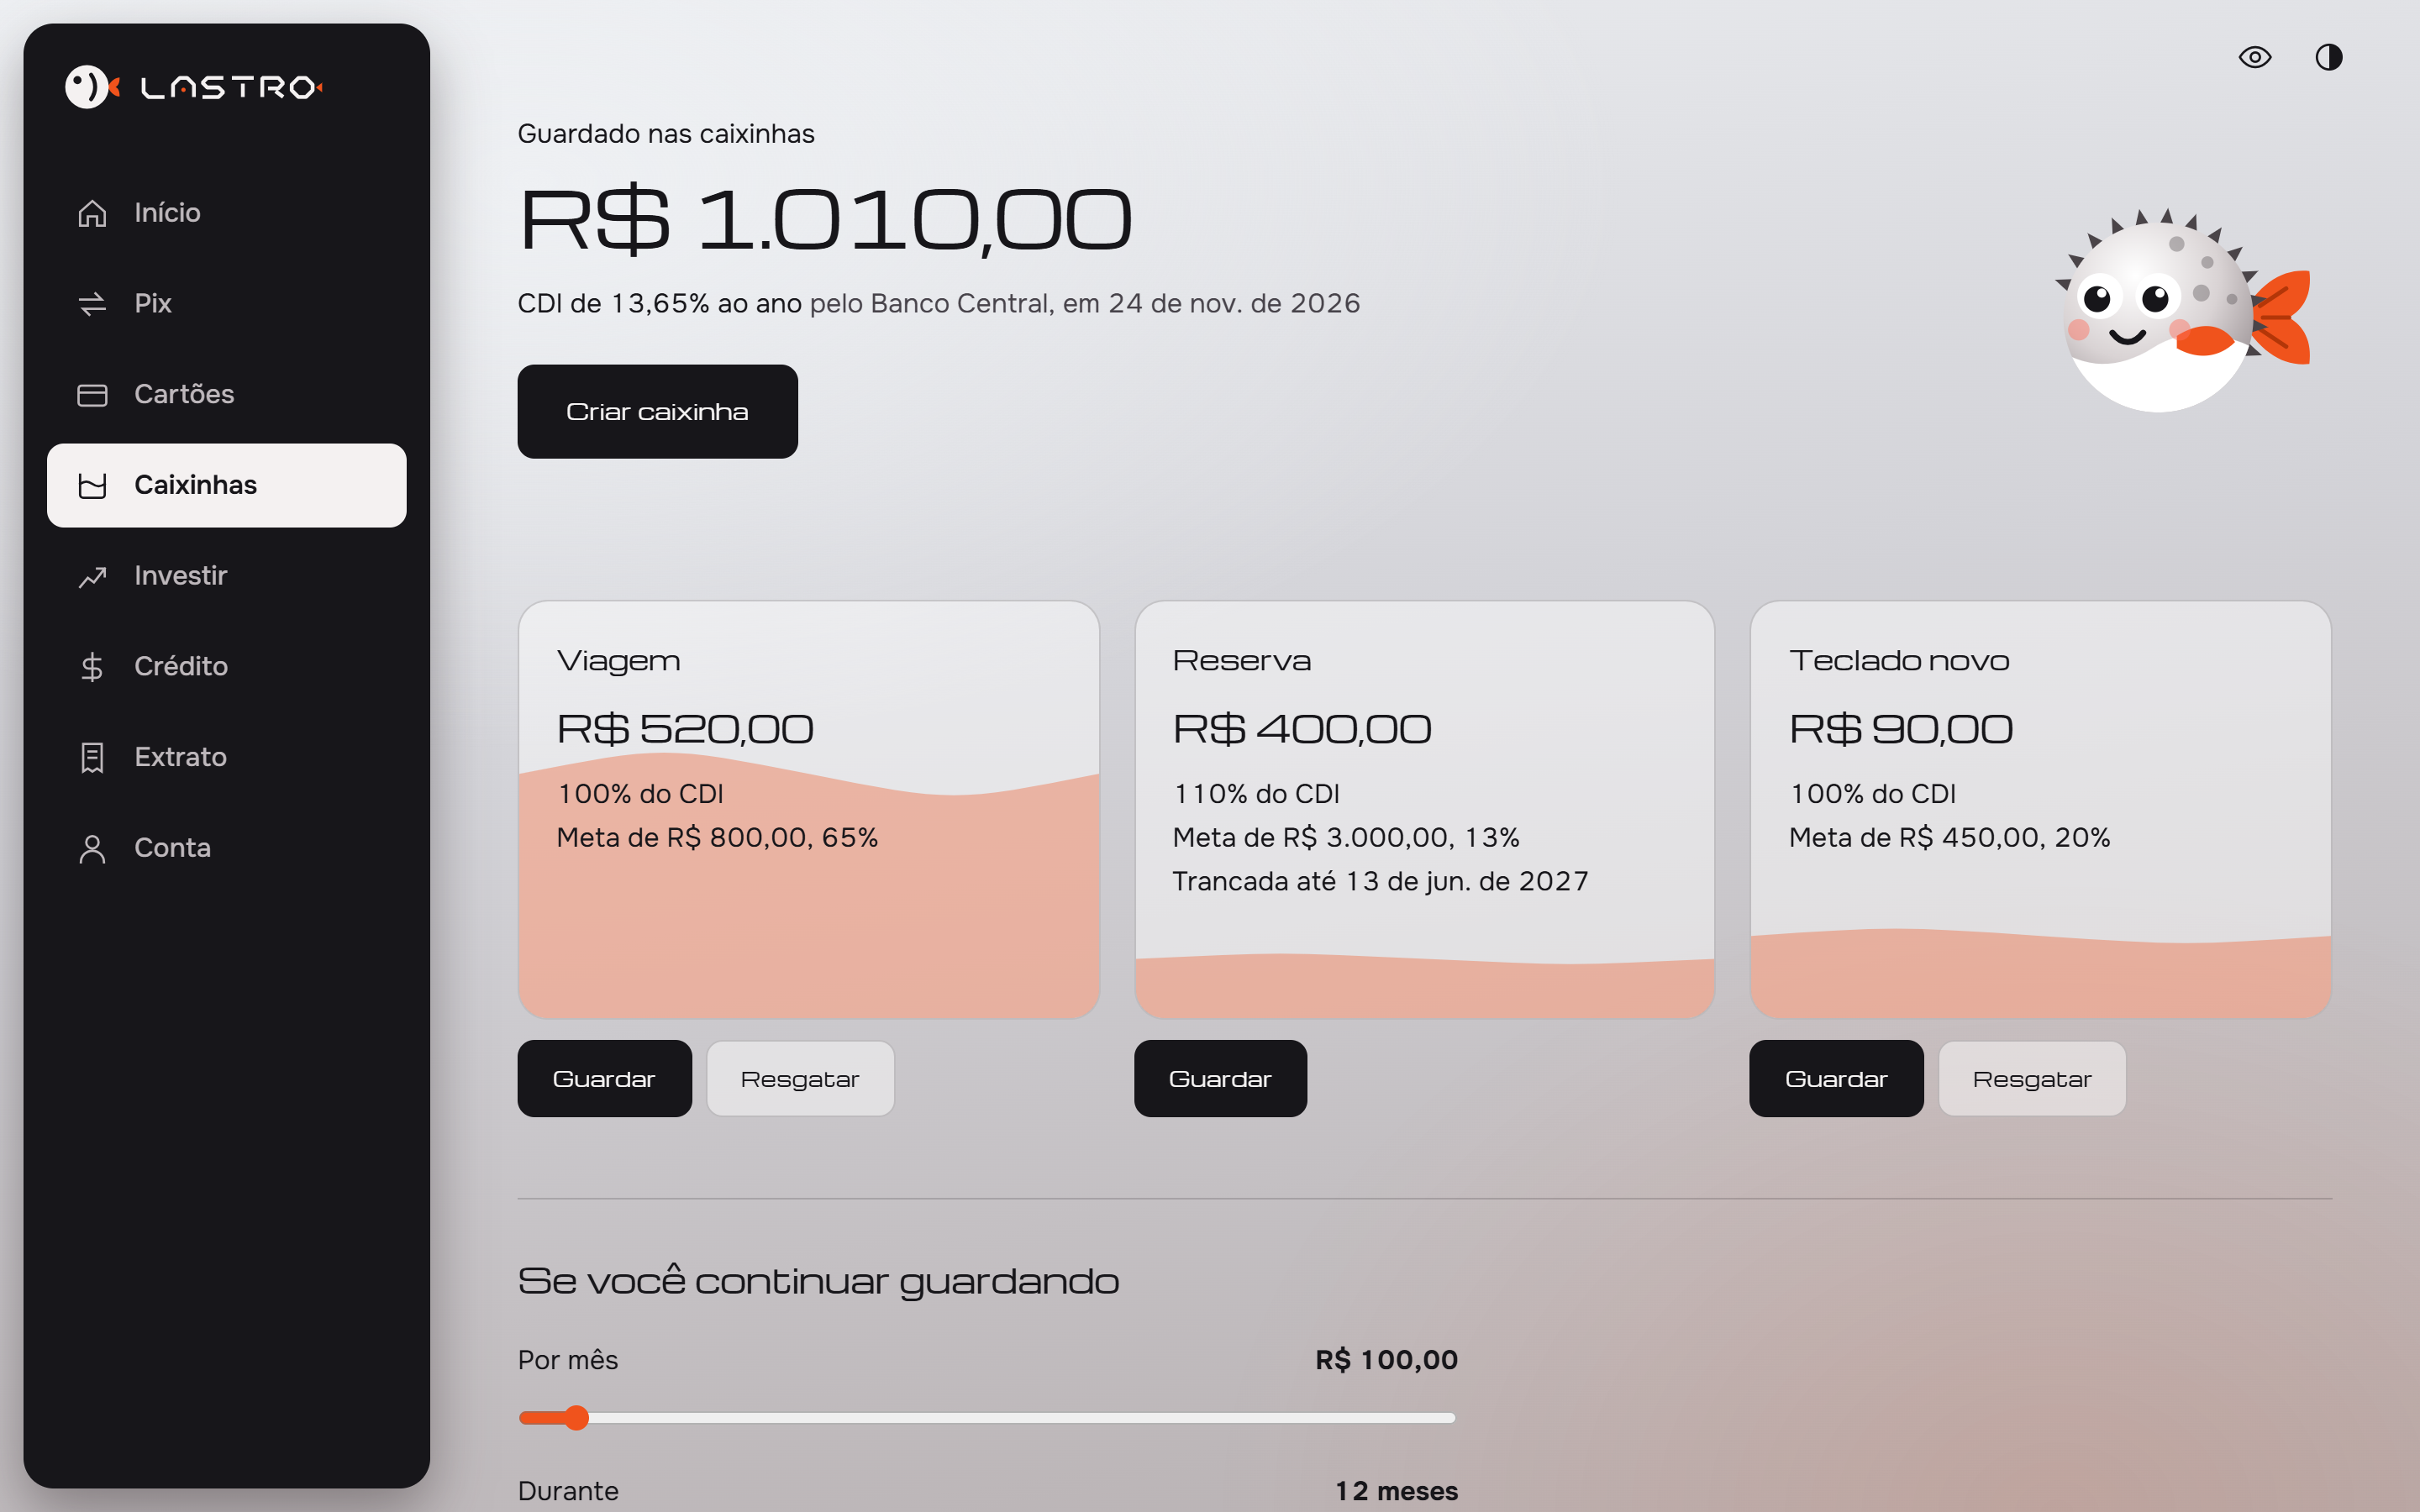 LASTRO
Início
Pix
Cartões
Caixinhas
Investir
Crédito
Extrato
Conta
Guardado nas caixinhas
R$ 1.010,00
CDI de 13,65% ao ano pelo Banco Central, em 24 de nov. de 2026
Criar caixinha
Viagem
R$ 520,00
100% do CDI
Meta de R$ 800,00, 65%
Guardar
Resgatar
Reserva
R$ 400,00
110% do CDI
Meta de R$ 3.000,00, 13%
Trancada até 13 de jun. de 2027
Guardar
Teclado novo
R$ 90,00
100% do CDI
Meta de R$ 450,00, 20%
Guardar
Resgatar
Se você continuar guardando
Por mês R$ 100,00
Durante 12 meses